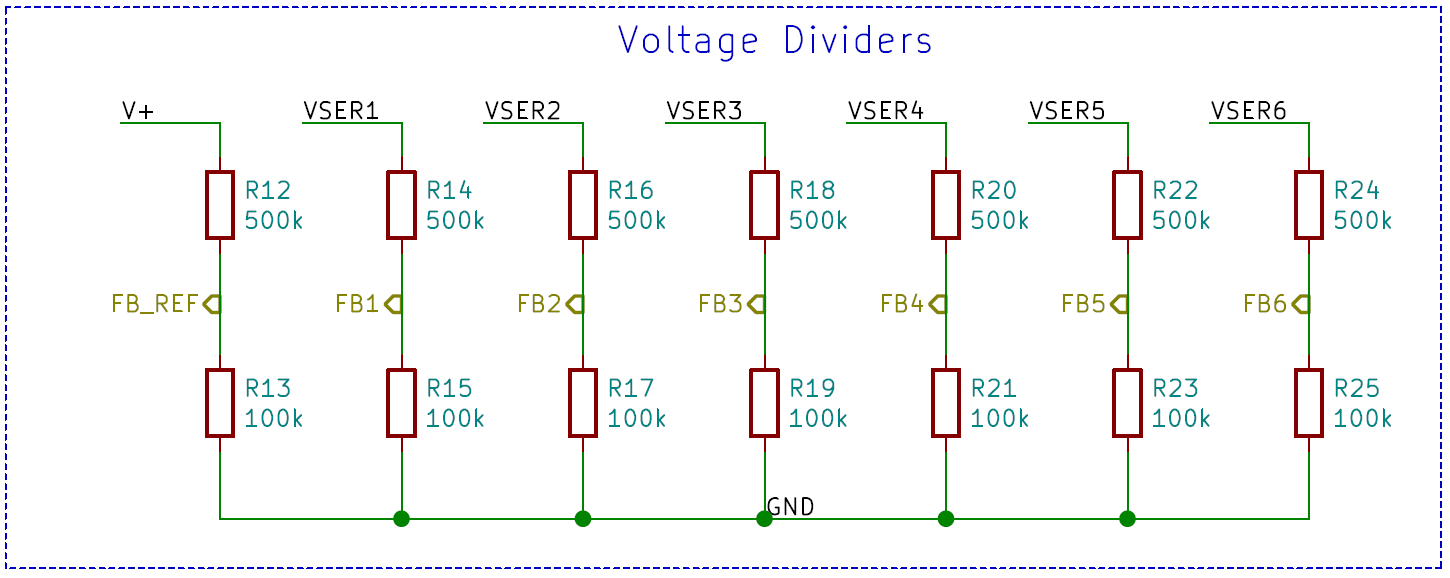 Voltage Dividers
V+ VSER1 VSER2 VSER3 VSER4 VSER5 VSER6
R12 R14 R16 R18 R20 R22 R24
500k 500k 500k 500k 500k 500k 500k
FB_REF FB1 FB2 FB3 FB4 FB5 FB6
R13 R15 R17 R19 R21 R23 R25
100k 100k 100k 100k 100k 100k 100k
GND